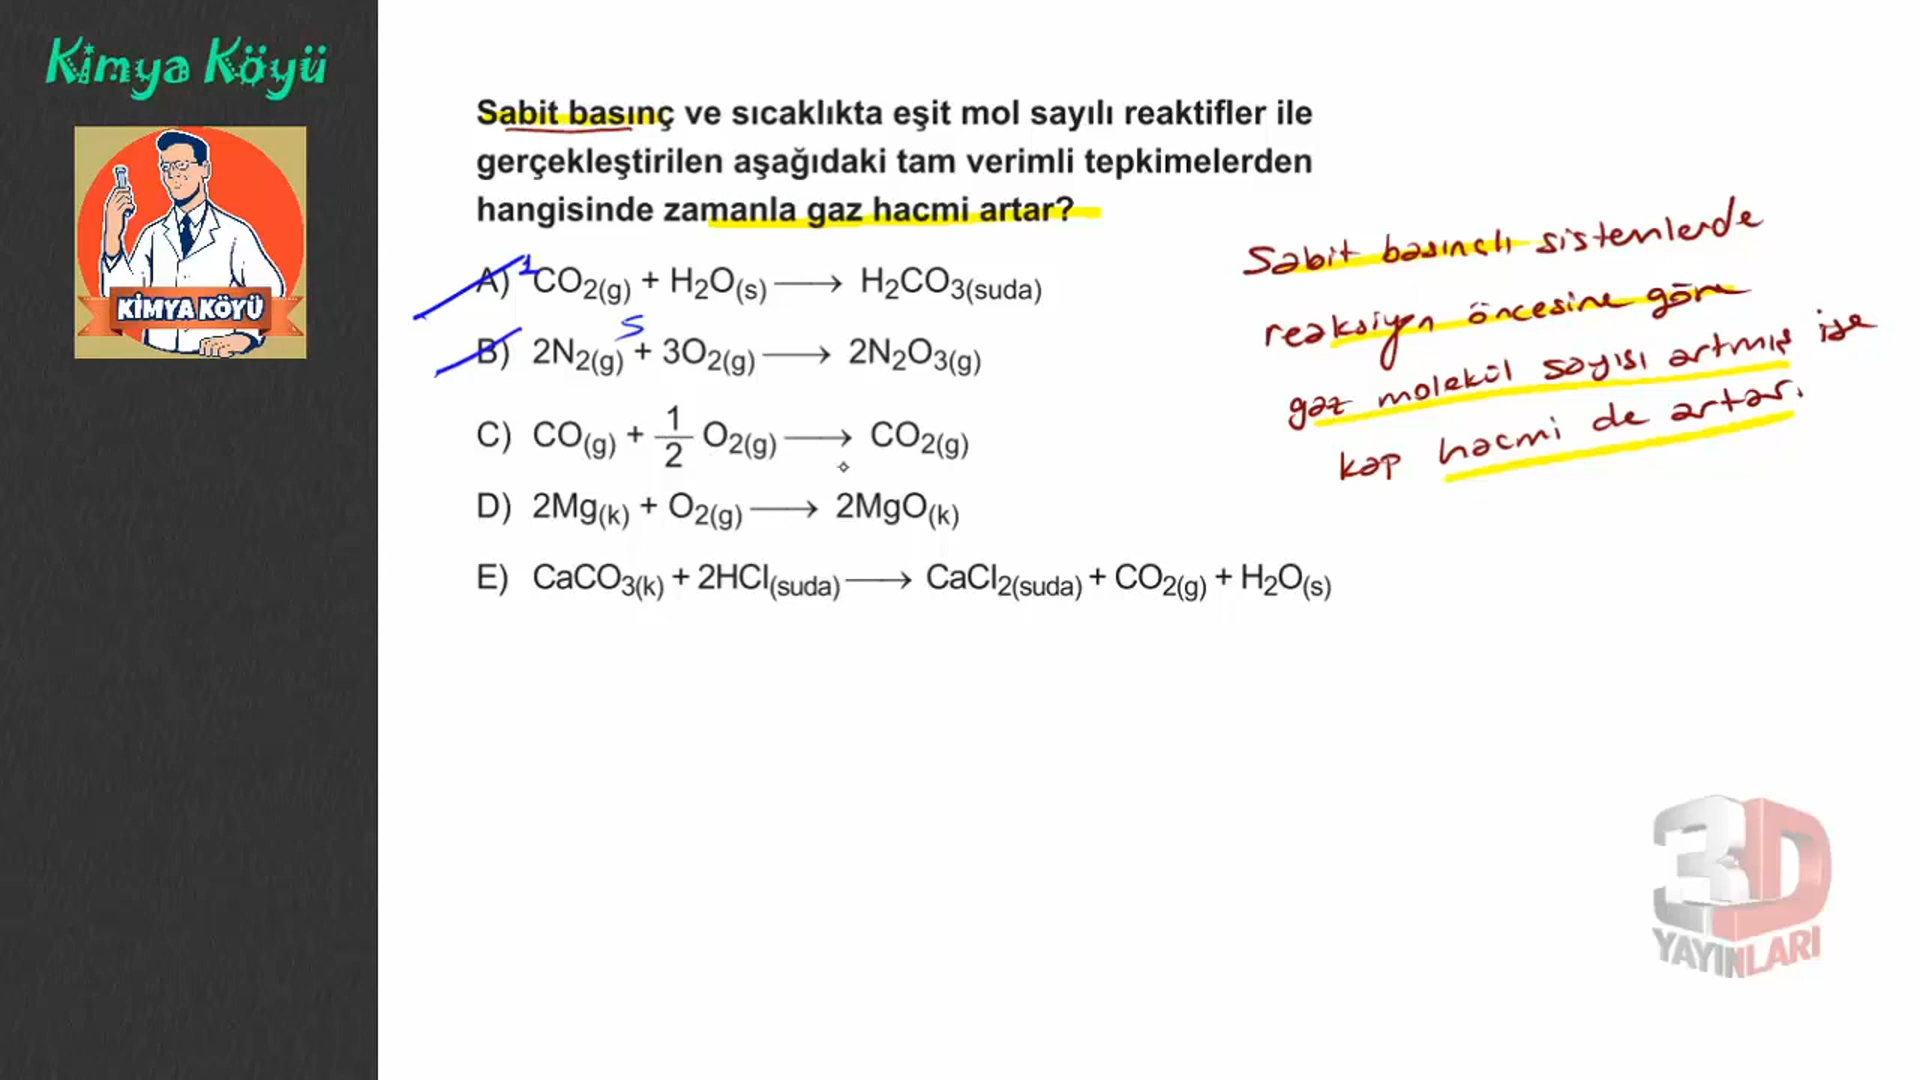 Kimya Köyü
KİMYA KÖYÜ
Sabit basınç ve sıcaklıkta eşit mol sayılı reaktifler ile
gerçekleştirilen aşağıdaki tam verimli tepkimelerden
hangisinde zamanla gaz hacmi artar?
A) 1 CO2(g) + H2O(s) ⟶ H2CO3(suda)
5
B) 2N2(g) + 3O2(g) ⟶ 2N2O3(g)
C) CO(g) + 1/2 O2(g) ⟶ CO2(g)
D) 2Mg(k) + O2(g) ⟶ 2MgO(k)
E) CaCO3(k) + 2HCl(suda) ⟶ CaCl2(suda) + CO2(g) + H2O(s)
Sabit basınçlı sistemlerde
reaksiyon öncesine göre
gaz molekül sayısı artmış ise
kap hacmi de artar.
3D
YAYINLARI